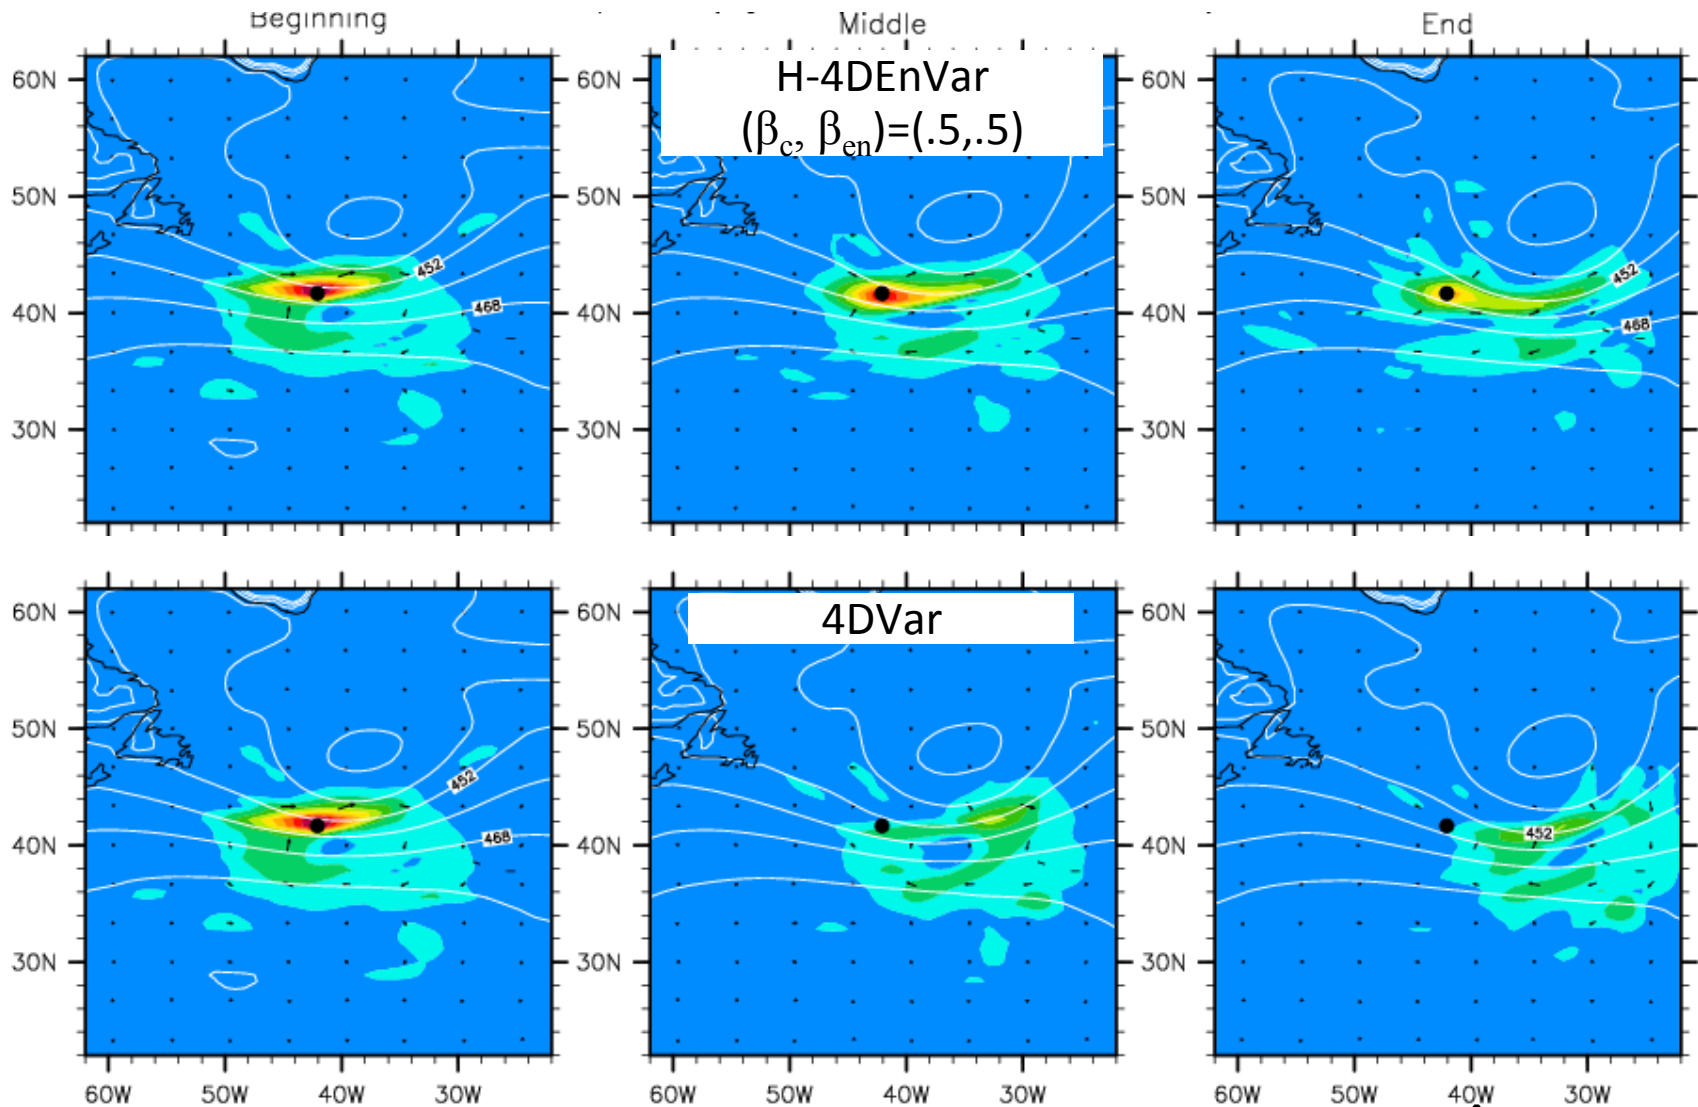 Beginning Middle End
H-4DEnVar
(βc, βen)=(.5,.5)
60N 60N 60N
50N 50N 50N
452 452
468 468
40N 40N 40N
30N 30N 30N
4DVar
60N 60N 60N
50N 50N 50N
452 452
468
40N 40N 40N
30N 30N 30N
60W 50W 40W 30W 60W 50W 40W 30W 60W 50W 40W 30W